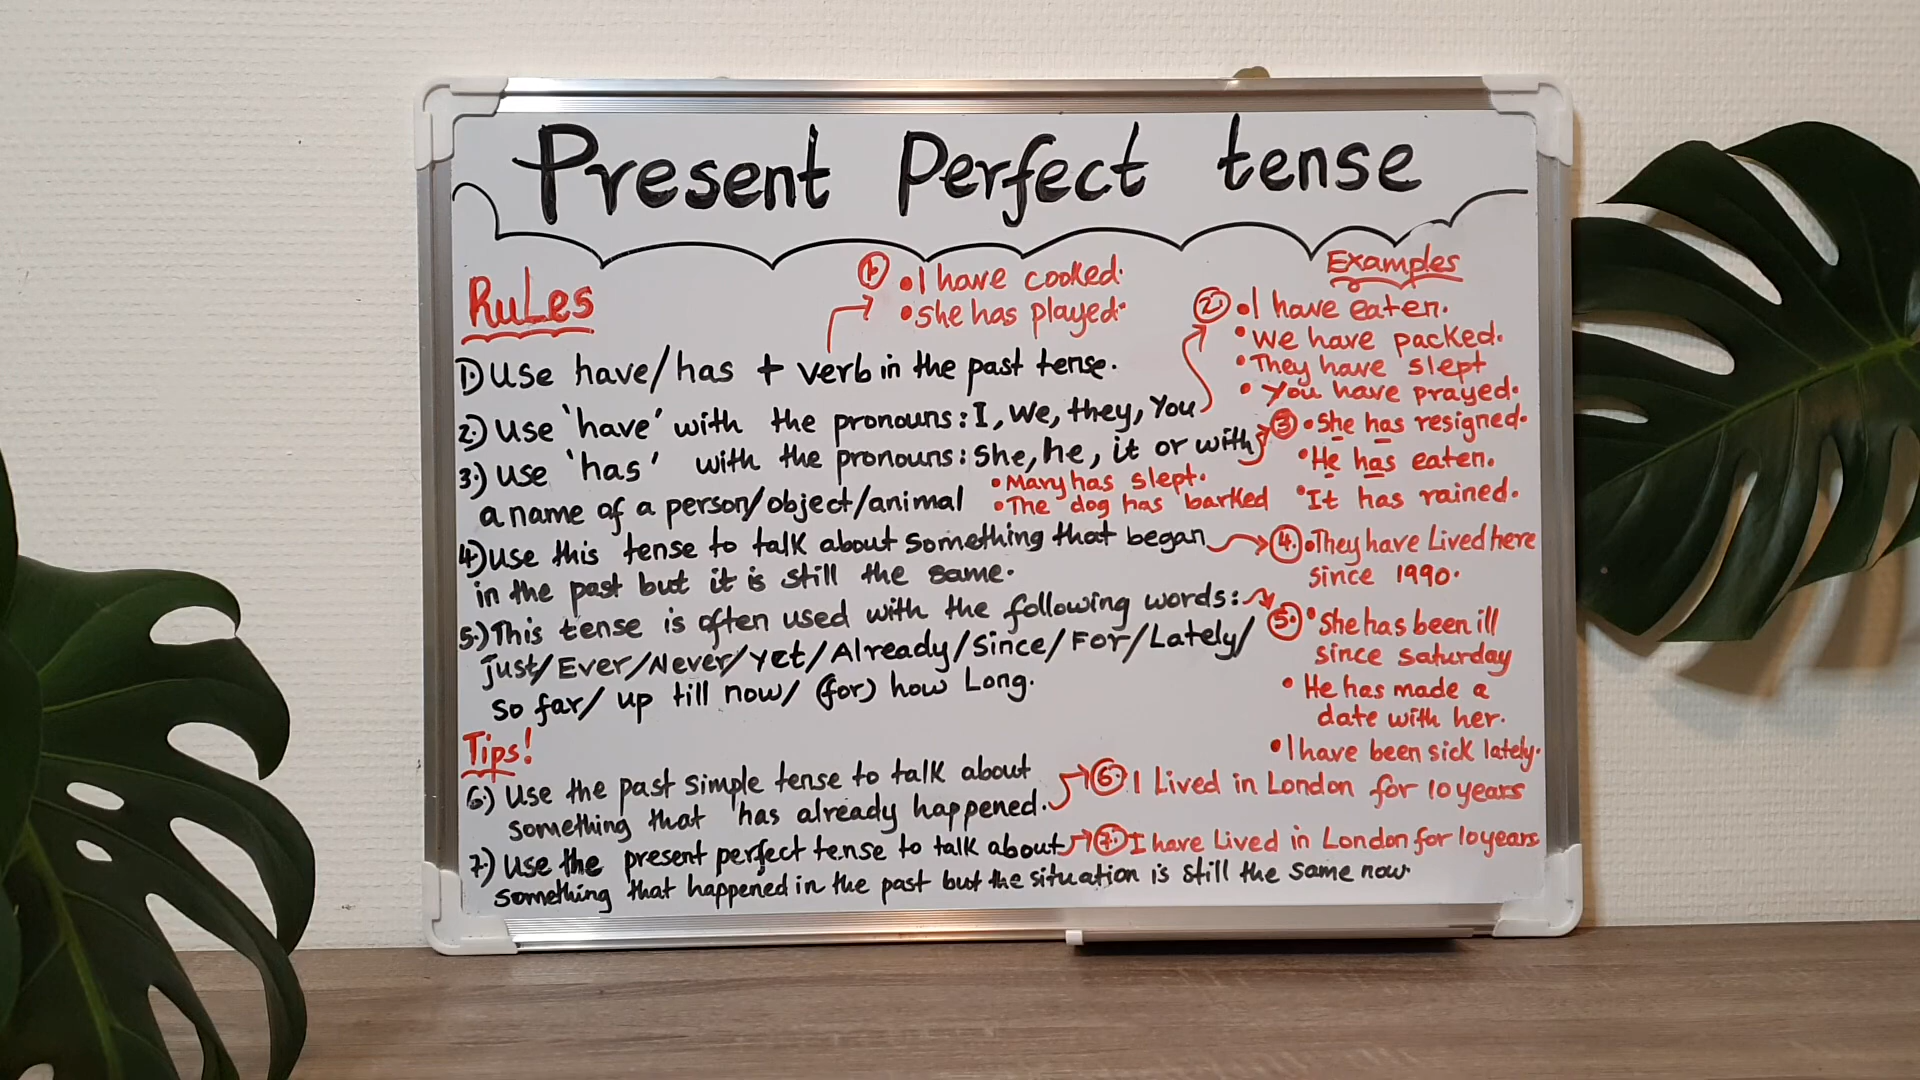 Present Perfect tense
Rules
1. • I have cooked.
• She has played.
1) Use have/has + verb in the past tense.
2.) Use 'have' with the pronouns: I, we, they, You
3.) Use 'has' with the pronouns: She, he, it or with
a name of a person/object/animal
• Mary has slept.
• The dog has barked
4.) Use this tense to talk about something that began
in the past but it is still the same.
5.) This tense is often used with the following words:
just/Ever/Never/yet/Already/Since/For/Lately/
so far/ up till now/ (for) how Long.
Examples
2. • I have eaten.
• We have packed.
• They have slept
• You have prayed.
3 • She has resigned.
• He has eaten.
• It has rained.
4. • They have Lived here
since 1990.
5. • She has been ill
since saturday
• He has made a
date with her.
• I have been sick lately.
Tips!
6.) Use the past simple tense to talk about
something that has already happened.
6. I Lived in London for 10 years
7.) Use the present perfect tense to talk about
something that happened in the past but the situation is still the same now.
7. I have Lived in London for 10 years